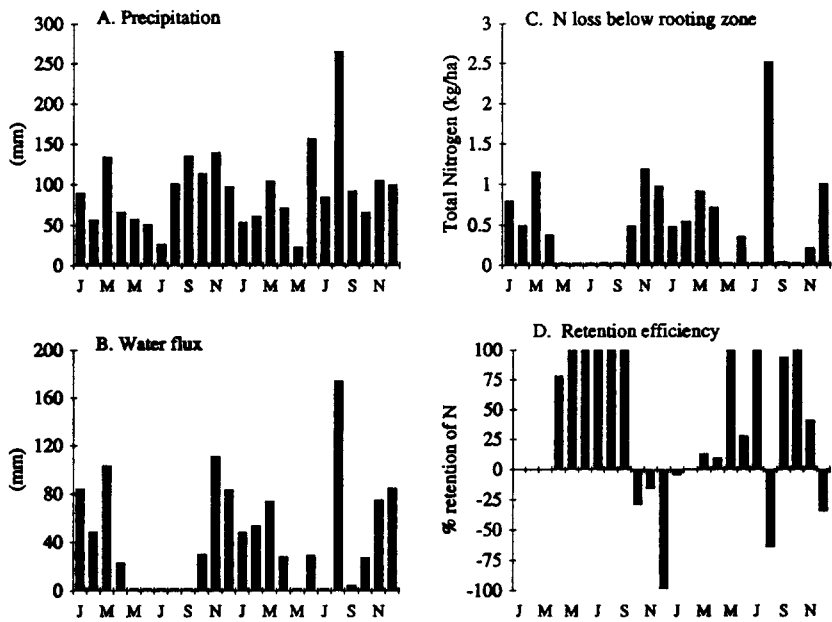 A. Precipitation
300
250
200
150
100
50
0
(mm)
J M M J S N J M M J S N
B. Water flux
200
160
120
80
40
0
(mm)
J M M J S N J M M J S N
C. N loss below rooting zone
3
2.5
2
1.5
1
0.5
0
Total Nitrogen (kg/ha)
J M M J S N J M M J S N
D. Retention efficiency
100
75
50
25
0
-25
-50
-75
-100
% retention of N
J M M J S N J M M J S N